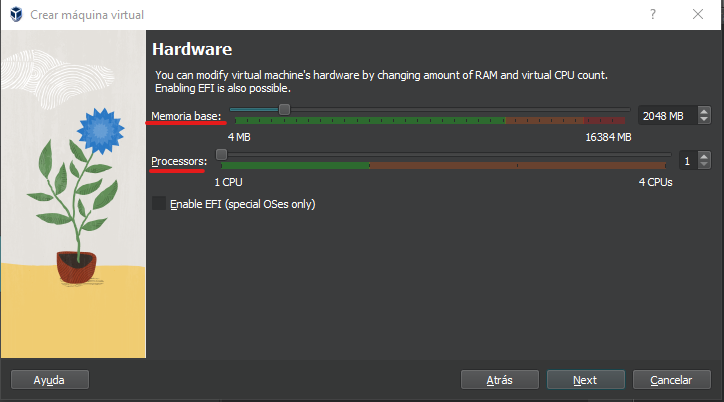 Crear máquina virtual
?
Hardware
You can modify virtual machine's hardware by changing amount of RAM and virtual CPU count.
Enabling EFI is also possible.
Memoria base: 2048 MB
4 MB 16384 MB
Processors: 1
1 CPU 4 CPUs
Enable EFI (special OSes only)
Ayuda Atrás Next Cancelar